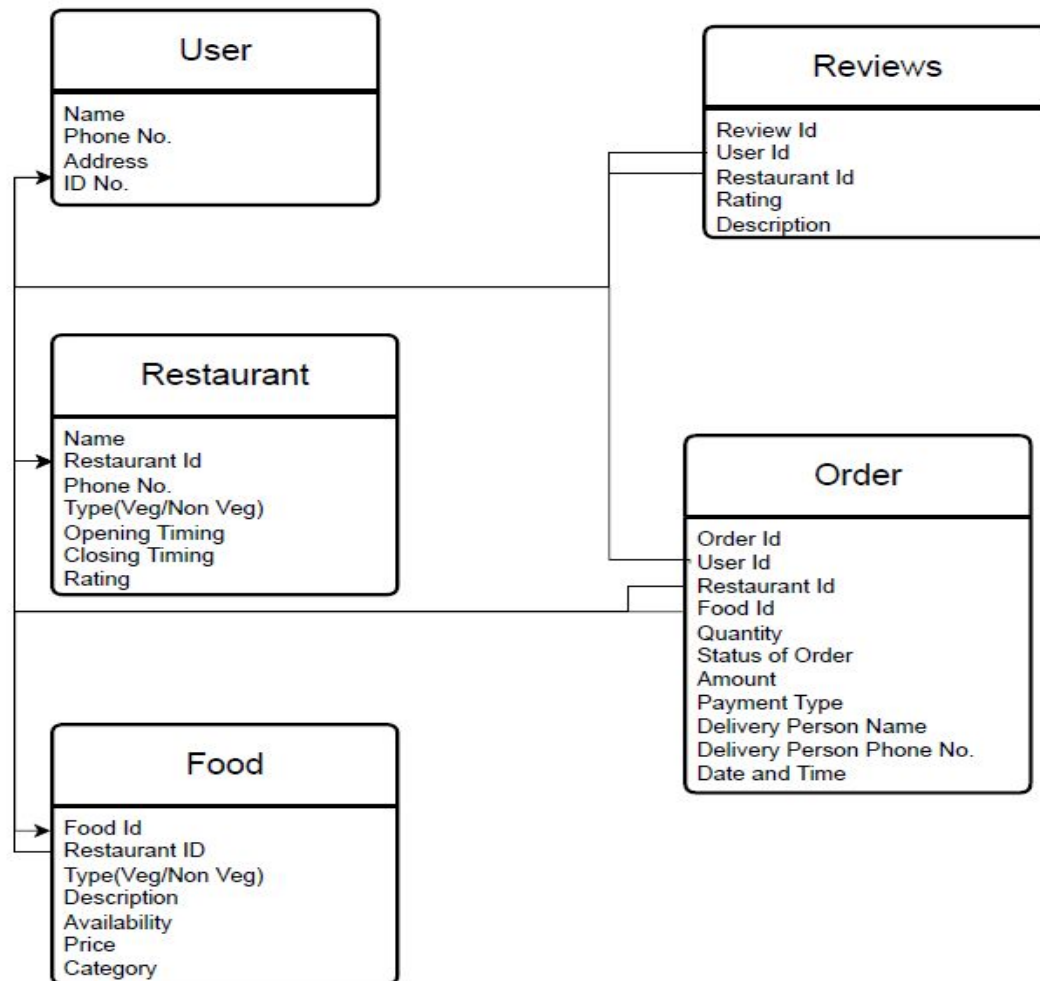 User
Name
Phone No.
Address
ID No.
Reviews
Review Id
User Id
Restaurant Id
Rating
Description
Restaurant
Name
Restaurant Id
Phone No.
Type(Veg/Non Veg)
Opening Timing
Closing Timing
Rating
Order
Order Id
User Id
Restaurant Id
Food Id
Quantity
Status of Order
Amount
Payment Type
Delivery Person Name
Delivery Person Phone No.
Date and Time
Food
Food Id
Restaurant ID
Type(Veg/Non Veg)
Description
Availability
Price
Category